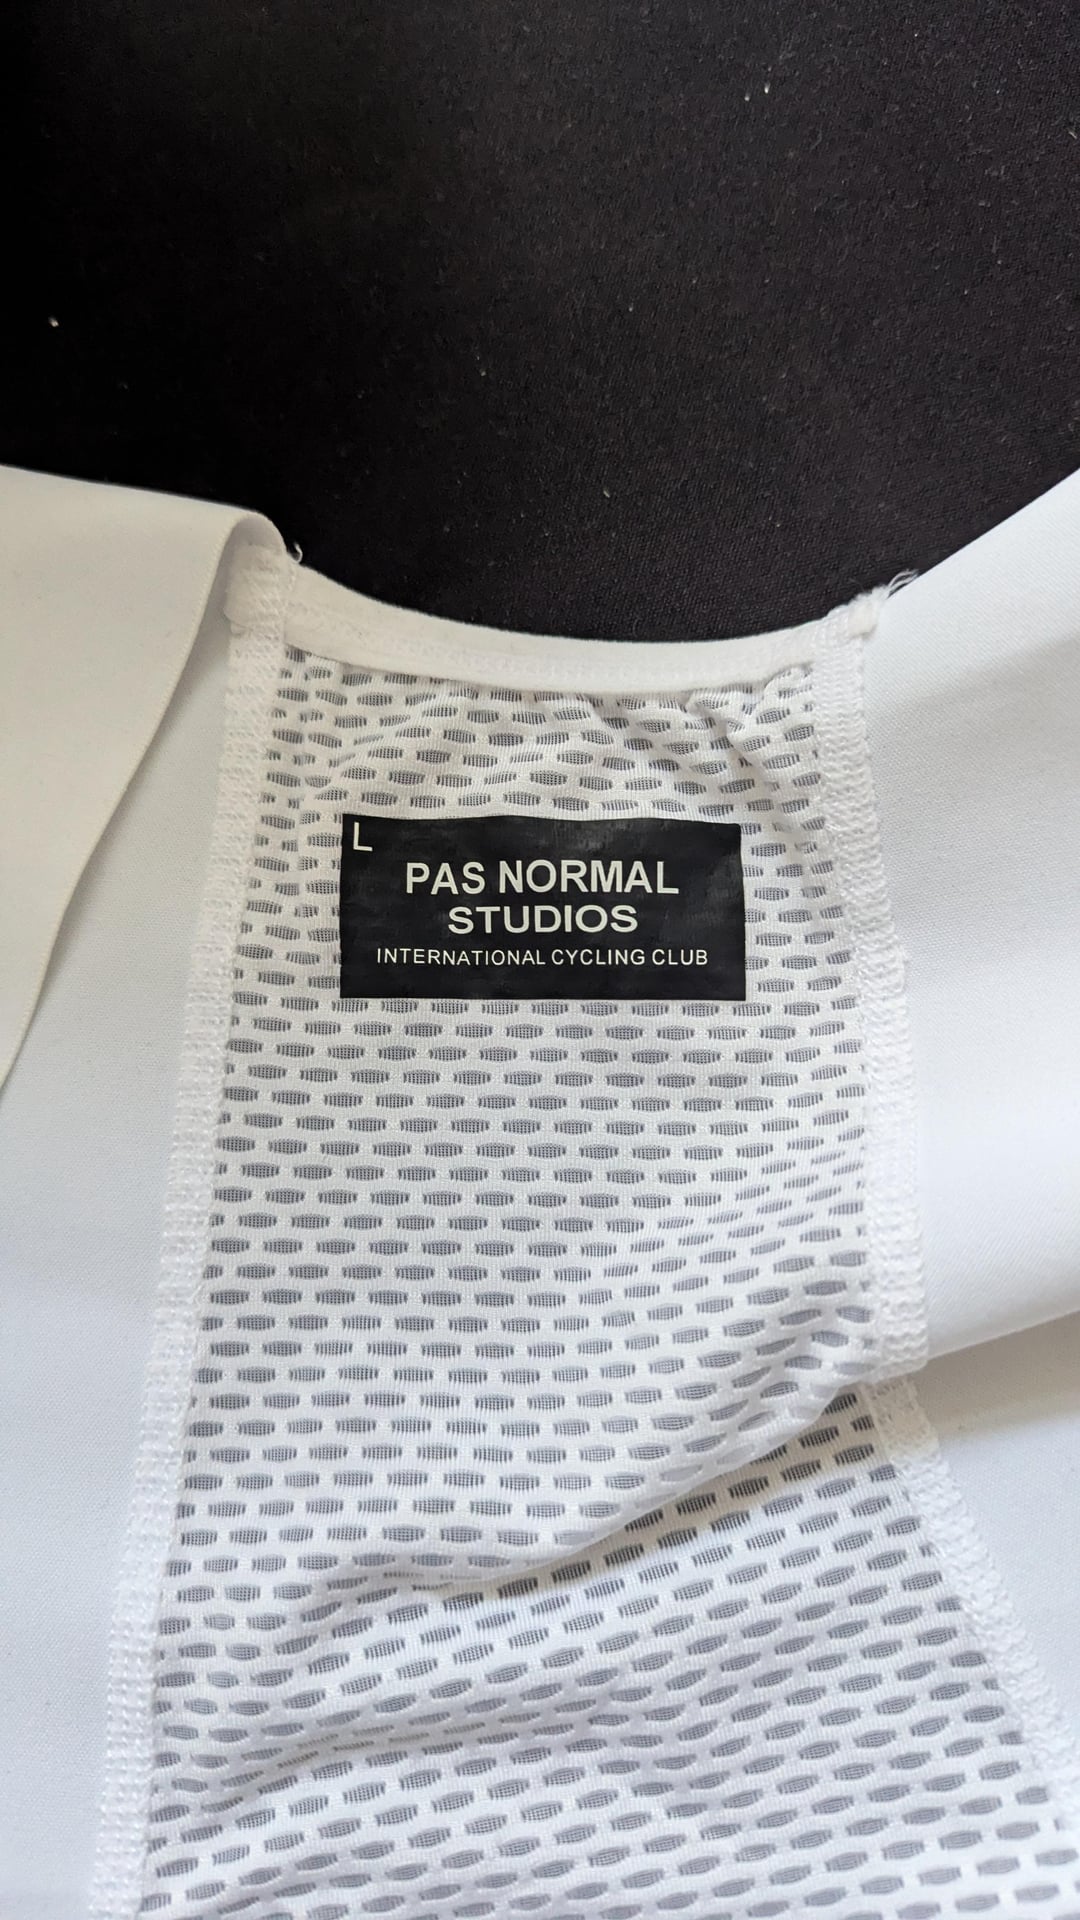 L
PAS NORMAL
STUDIOS
INTERNATIONAL CYCLING CLUB